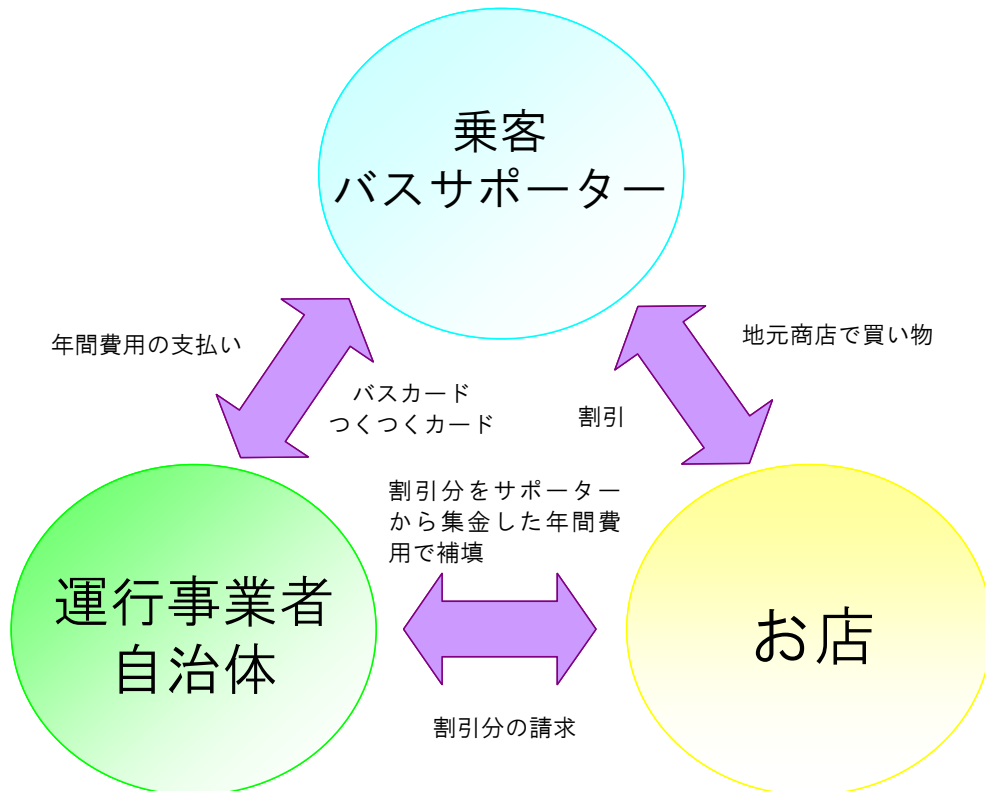 乗客
バスサポーター
年間費用の支払い
地元商店で買い物
バスカード
つくつくカード
割引
割引分をサポーター
から集金した年間費
用で補填
運行事業者
自治体
お店
割引分の請求